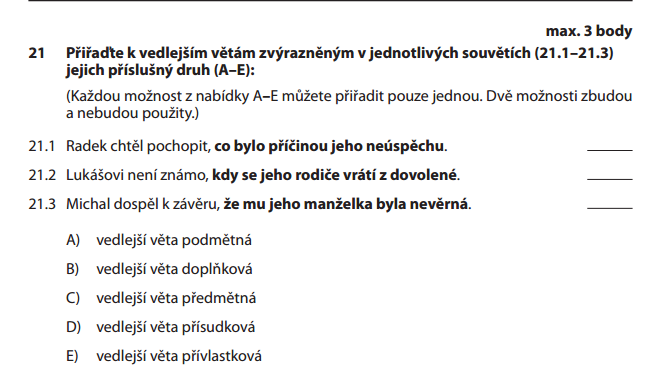 max. 3 body
21 Přiřaďte k vedlejším větám zvýrazněným v jednotlivých souvětích (21.1–21.3)
jejich příslušný druh (A–E):
(Každou možnost z nabídky A–E můžete přiřadit pouze jednou. Dvě možnosti zbudou
a nebudou použity.)
21.1 Radek chtěl pochopit, co bylo příčinou jeho neúspěchu. _____
21.2 Lukášovi není známo, kdy se jeho rodiče vrátí z dovolené. _____
21.3 Michal dospěl k závěru, že mu jeho manželka byla nevěrná. _____
A) vedlejší věta podmětná
B) vedlejší věta doplňková
C) vedlejší věta předmětná
D) vedlejší věta přísudková
E) vedlejší věta přívlastková